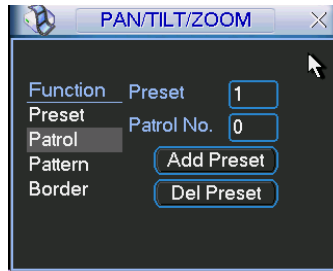 PAN/TILT/ZOOM
Function
Preset
Patrol
Pattern
Border
Preset 1
Patrol No. 0
Add Preset
Del Preset